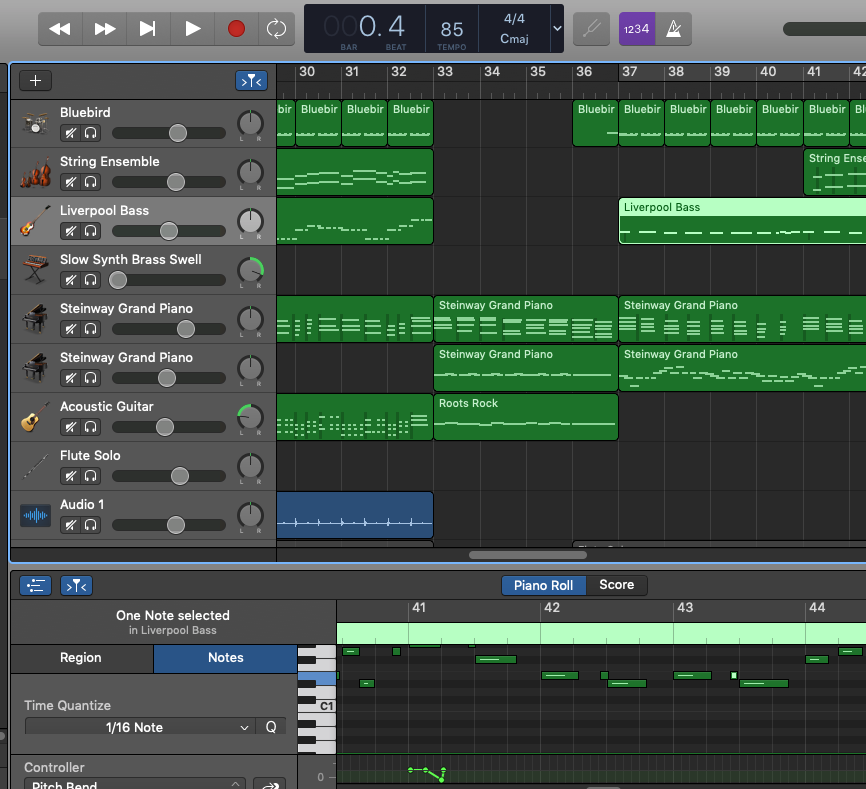 000.4
BAR BEAT
85
TEMPO
4/4
Cmaj
1234
30 31 32 33 34 35 36 37 38 39 40 41 42
Bluebird
L R
bir Bluebir Bluebir Bluebir Bluebir Bluebir Bluebir Bluebir Bluebir Bluebir Bl
String Ensemble
L R
String Ense
Liverpool Bass
L R
Liverpool Bass
Slow Synth Brass Swell
L R
Steinway Grand Piano
L R
Steinway Grand Piano Steinway Grand Piano
Steinway Grand Piano
L R
Steinway Grand Piano Steinway Grand Piano
Acoustic Guitar
L R
Roots Rock
Flute Solo
L R
Audio 1
L R
Piano Roll Score
One Note selected
in Liverpool Bass
41 42 43 44
Region Notes
C1
Time Quantize
1/16 Note Q
Controller
0
Pitch Bend